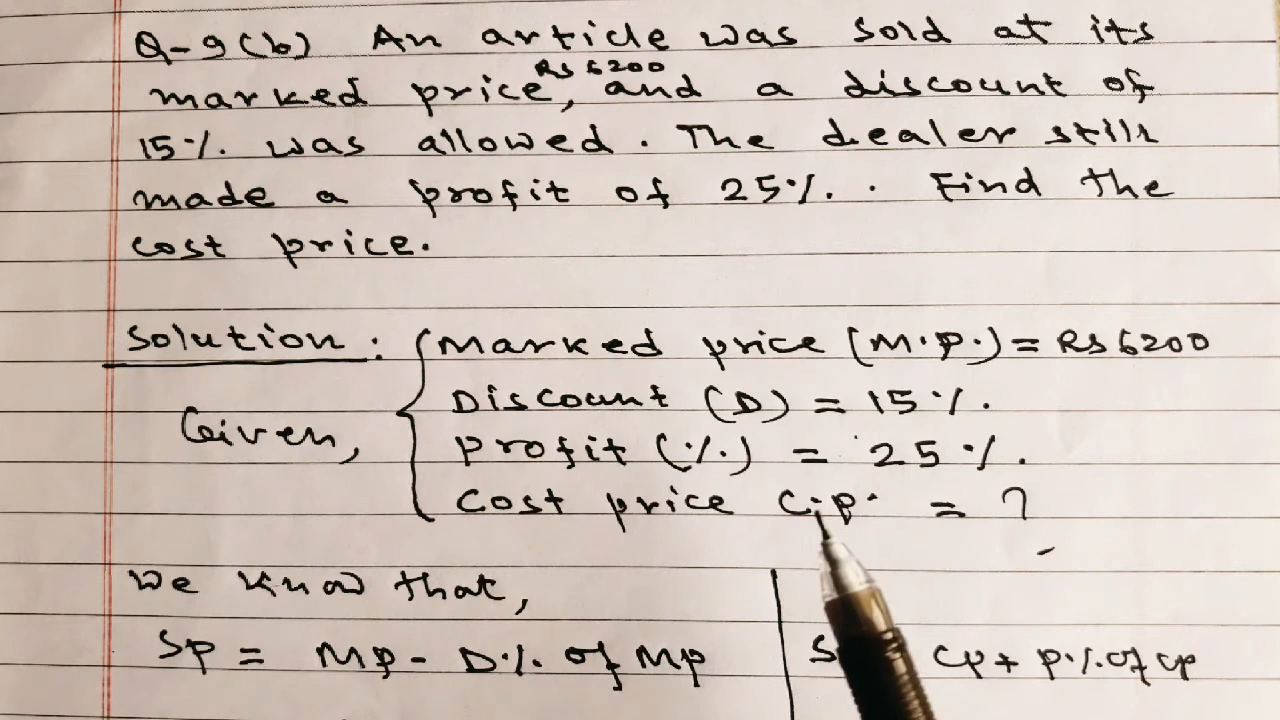 Q-9(b) An article was sold at its
marked price, Rs 6200 and a discount of
15%. was allowed. The dealer still
made a profit of 25%. . Find the
cost price.
Solution : Marked price (M.P.) = Rs 6200
Discount (D) = 15%.
Given, Profit (%) = 25%.
Cost price C.P. = ?
We know that,
SP = MP - D% of MP
S CP + P% of CP